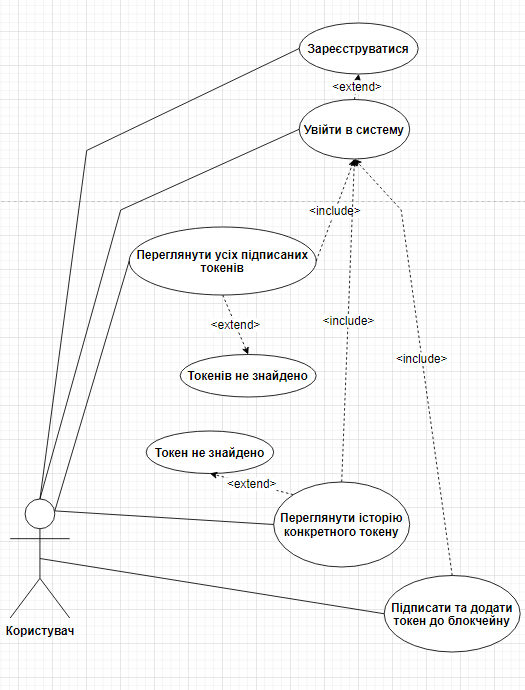 Зареєструватися
<extend>
Увійти в систему
<include>
Переглянути усіх підписаних
токенів
<extend>
<include>
<include>
Токенів не знайдено
Токен не знайдено
<extend>
Переглянути історію
конкретного токену
Підписати та додати
токен до блокчейну
Користувач